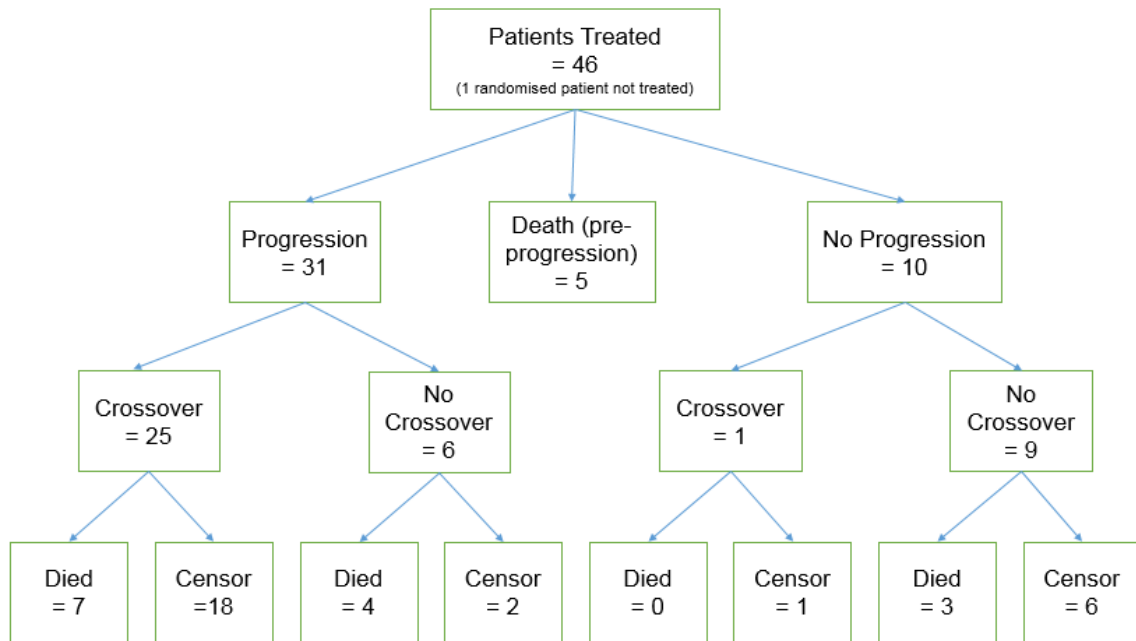 Patients Treated
= 46
(1 randomised patient not treated)
Progression
= 31
Death (pre-
progression)
= 5
No Progression
= 10
Crossover
= 25
No
Crossover
= 6
Crossover
= 1
No
Crossover
= 9
Died
= 7
Censor
=18
Died
= 4
Censor
= 2
Died
= 0
Censor
= 1
Died
= 3
Censor
= 6